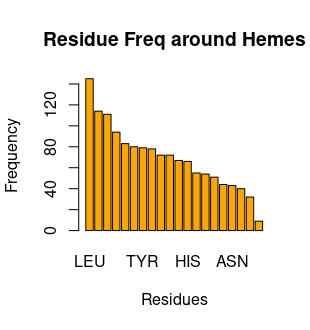 Residue Freq around Hemes
Frequency
120
80
40
0
LEU TYR HIS ASN
Residues